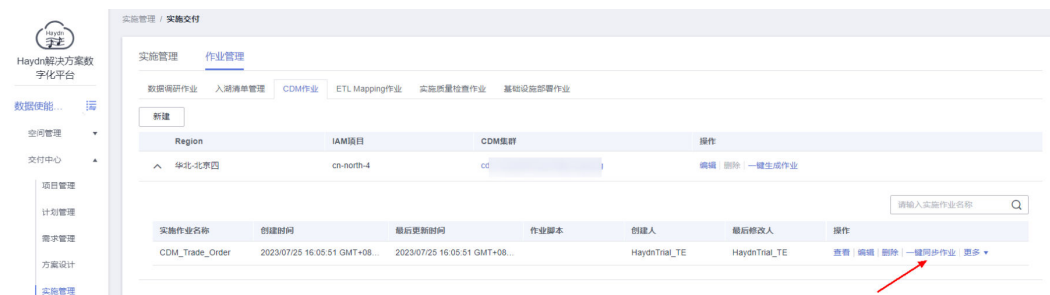 实施管理 / 实施交付
Haydn
Haydn解决方案数
字化平台
数据使能...
空间管理
交付中心
项目管理
计划管理
需求管理
方案设计
实施管理
实施管理 作业管理
数据调研作业 入湖清单管理 CDM作业 ETL Mapping作业 实施质量检查作业 基础设施部署作业
新建
Region IAM项目 CDM集群 操作
华北-北京四 cn-north-4 cd 编辑 删除 一键生成作业
请输入实施作业名称
实施作业名称 创建时间 最后更新时间 作业脚本 创建人 最后修改人 操作
CDM_Trade_Order 2023/07/25 16:05:51 GMT+08... 2023/07/25 16:05:51 GMT+08... HaydnTrial_TE HaydnTrial_TE 查看 编辑 删除 一键同步作业 更多